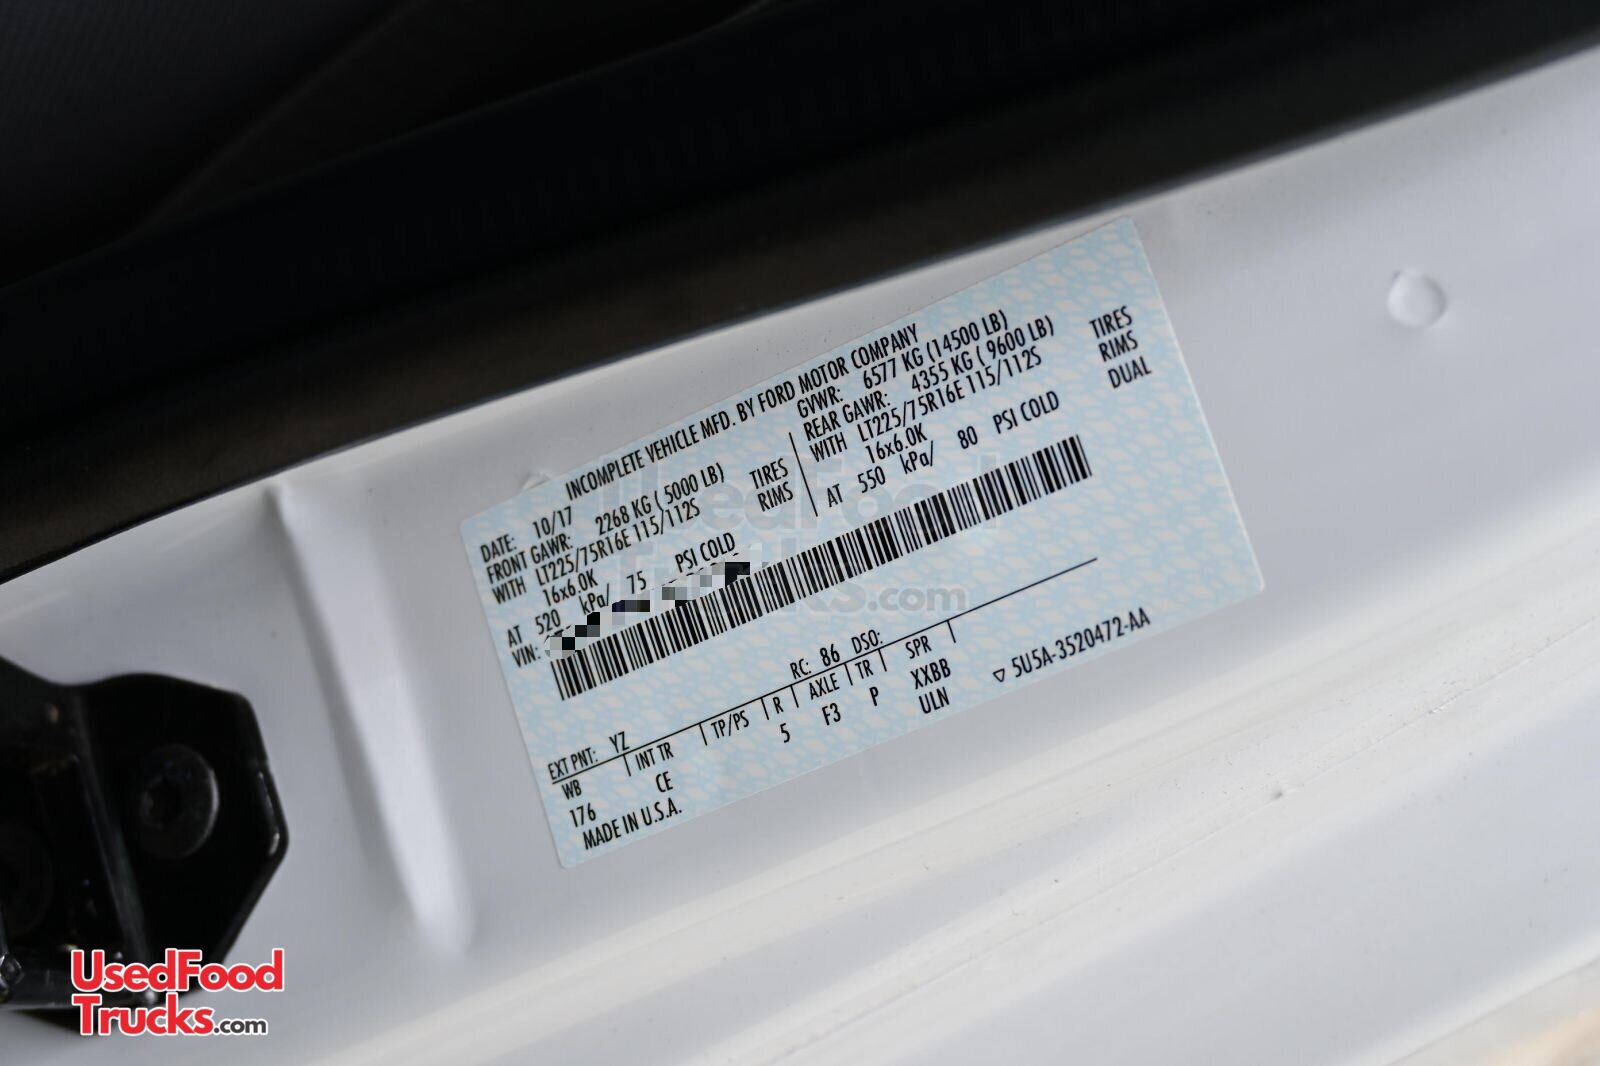 INCOMPLETE VEHICLE MFD. BY FORD MOTOR COMPANY
DATE: 10/17 GVWR: 6577 KG (14500 LB)
FRONT GAWR: 2268 KG ( 5000 LB) REAR GAWR: 4355 KG ( 9600 LB)
WITH LT225/75R16E 115/112S TIRES WITH LT225/75R16E 115/112S TIRES
16x6.0K RIMS 16x6.0K RIMS
AT 520 kPa/ 75 PSI COLD AT 550 kPa/ 80 PSI COLD DUAL
VIN:
EXT PNT: YZ RC: 86 DSO:
WB INT TR TP/PS R AXLE TR SPR
176 CE 5 F3 P XXBB
ULN
MADE IN U.S.A. ▽ 5U5A-3520472-AA
UsedFood
Trucks.com
UsedFood
Trucks.com